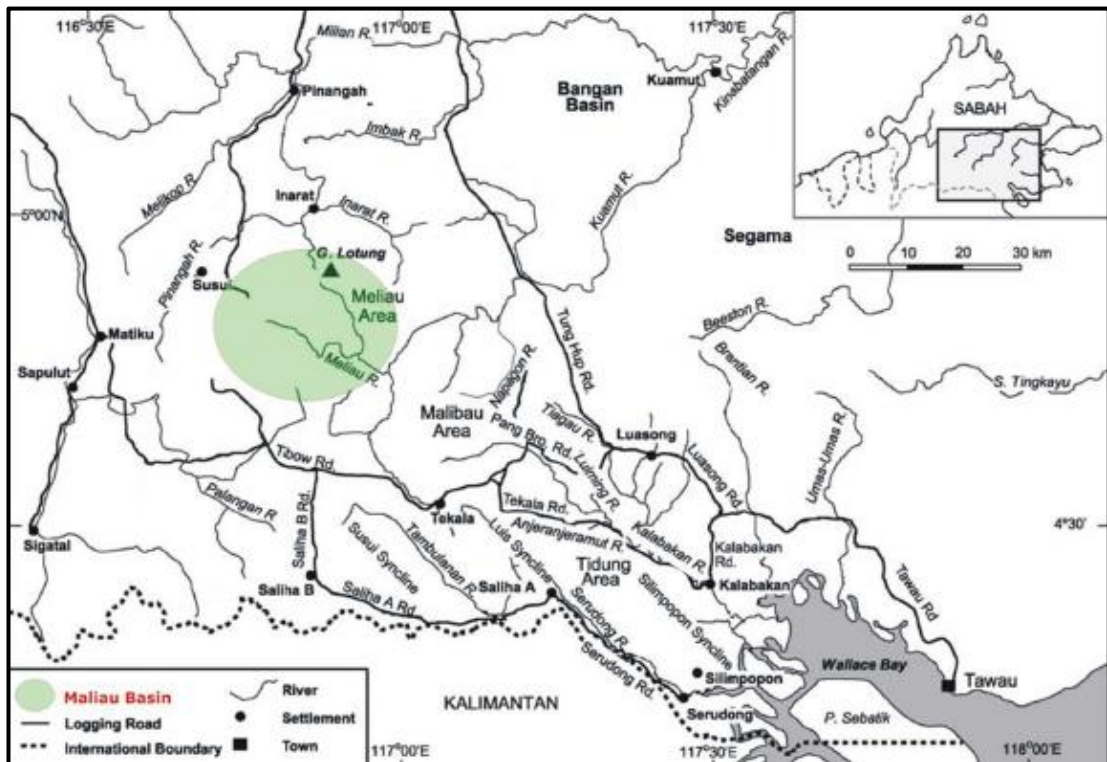 116°30'E
117°00'E
117°30'E
Milian R.
Pinangah
Kuamut
Kinabatangan R.
Bangan
Basin
SABAH
Imbak R.
Melikop R.
Inarat
Inarat R.
Kuamut R.
5°00'N
Segama
0 10 20 30 km
G. Lotung
Pinangah R.
Susui
Meliau
Area
Beeston R.
Matiku
Meliau R.
Tung Hup Rd.
Brantian R.
Sapulut
Napagon R.
S. Tingkayu
Malibau
Area
Tiagau R.
Luasong
Umas-Umas R.
Pang Bro. Rd.
Luasong Rd.
Tibow Rd.
Zurning R.
Palangan R.
Saliha B Rd.
Tekala
Tekala Rd.
4°30'
Sigatal
Anjeranjeramut R.
Kalabakan R.
Kalabakan
Rd.
Susui Syncline
Tambulanan R.
Luis Syncline
Tidung
Area
Silimpopon Syncline
Kalabakan
Tawau Rd
Saliha B
Saliha A Rd.
Saliha A
Serudong R.
Serudong Rd.
Wallace Bay
Silimpopon
Tawau
Serudong
P. Sebatik
KALIMANTAN
Maliau Basin
River
Logging Road
Settlement
International Boundary
Town
117°00'E
117°30'E
118°00'E